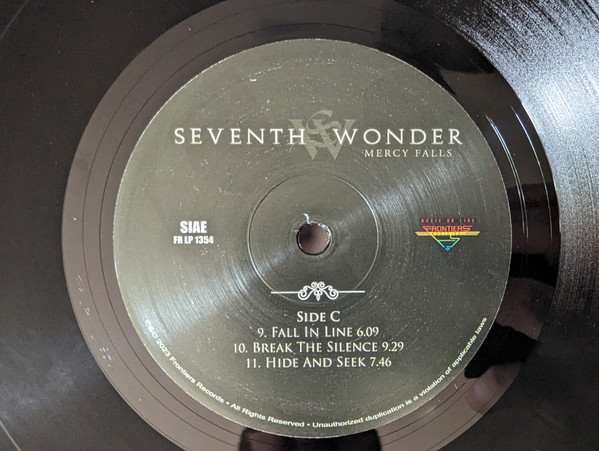 SEVENTH WONDER
MERCY FALLS
SIAE
FR LP 1354
FRONTIERS
SIDE C
9. FALL IN LINE 6.09
10. BREAK THE SILENCE 9.29
11. HIDE AND SEEK 7.46
℗&© 2023 Frontiers Records • All Rights Reserved • Unauthorized duplication is a violation of applicable laws